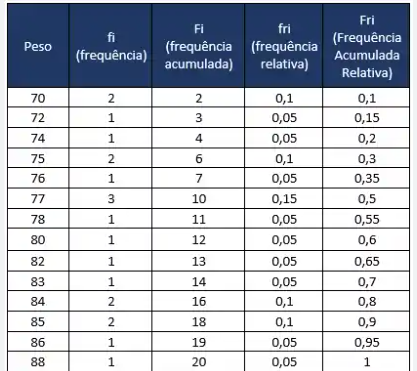 Peso fi (frequência) Fi (frequência acumulada) fri (frequência relativa) Fri (Frequência Acumulada Relativa)
70 2 2 0,1 0,1
72 1 3 0,05 0,15
74 1 4 0,05 0,2
75 2 6 0,1 0,3
76 1 7 0,05 0,35
77 3 10 0,15 0,5
78 1 11 0,05 0,55
80 1 12 0,05 0,6
82 1 13 0,05 0,65
83 1 14 0,05 0,7
84 2 16 0,1 0,8
85 2 18 0,1 0,9
86 1 19 0,05 0,95
88 1 20 0,05 1